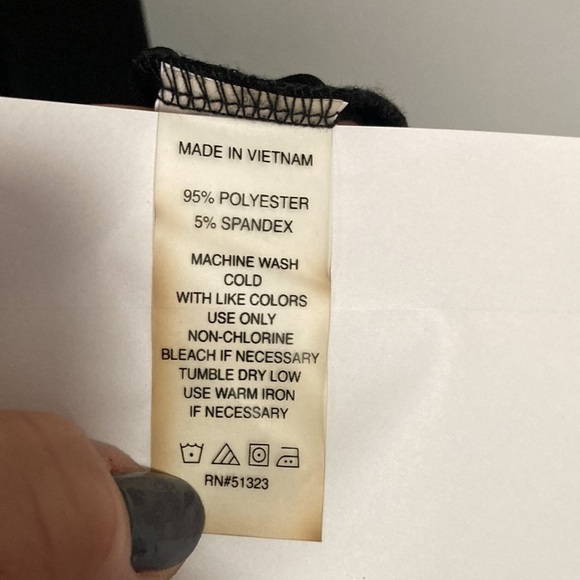 MADE IN VIETNAM
95% POLYESTER
5% SPANDEX
MACHINE WASH
COLD
WITH LIKE COLORS
USE ONLY
NON-CHLORINE
BLEACH IF NECESSARY
TUMBLE DRY LOW
USE WARM IRON
IF NECESSARY
RN#51323